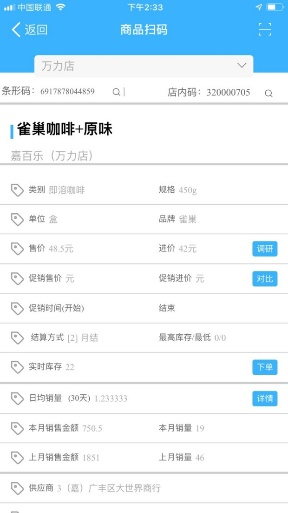 中国联通 下午2:33
返回 商品扫码
万力店
条形码: 6917878044859 店内码: 320000705
雀巢咖啡+原味
嘉百乐（万力店）
类别 即溶咖啡 规格 450g
单位 盒 品牌 雀巢
售价 48.5元 进价 42元 调研
促销售价 元 促销进价 元 对比
促销时间(开始) 结束
结算方式 [2] 月结 最高库存/最低 0/0
实时库存 22 下单
日均销量 (30天) 1.233333 详情
本月销售金额 750.5 本月销量 19
上月销售金额 1851 上月销量 46
供应商 3（嘉）广丰区大世界商行